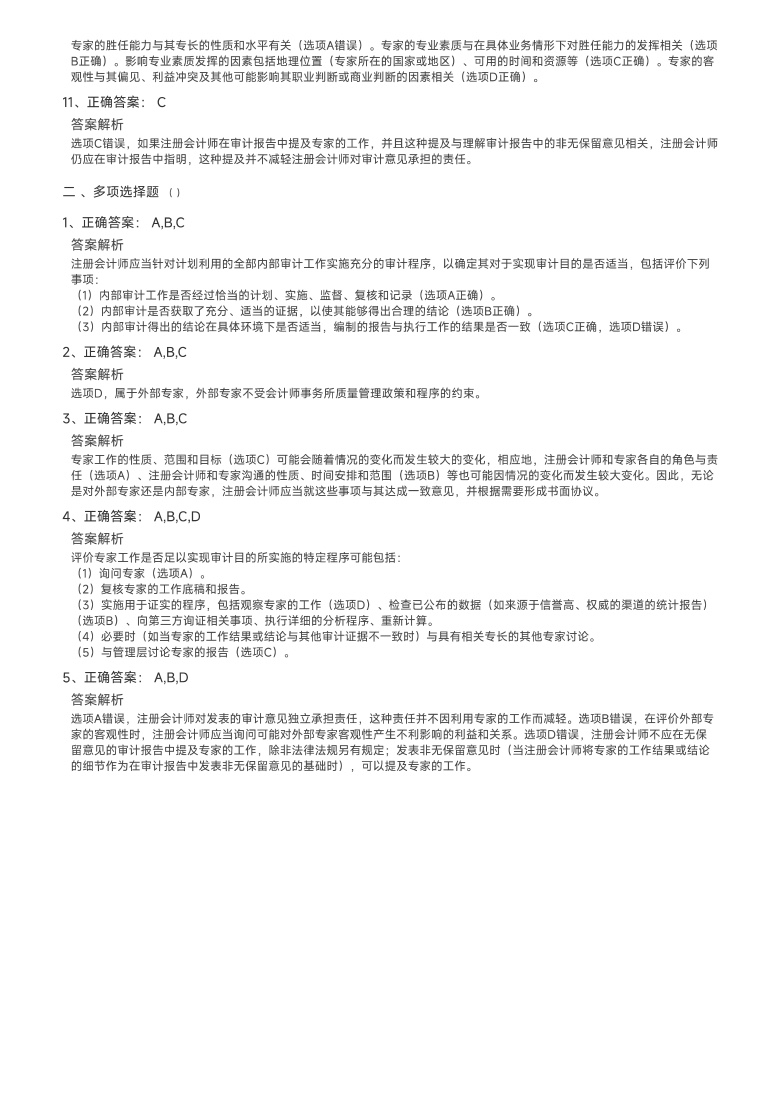 专家的胜任能力与其专长的性质和水平有关（选项A错误）。专家的专业素质与在具体业务情形下对胜任能力的发挥相关（选项
B正确）。影响专业素质发挥的因素包括地理位置（专家所在的国家或地区）、可用的时间和资源等（选项C正确）。专家的客
观性与其偏见、利益冲突及其他可能影响其职业判断或商业判断的因素相关（选项D正确）。
11、正确答案： C
答案解析
选项C错误，如果注册会计师在审计报告中提及专家的工作，并且这种提及与理解审计报告中的非无保留意见相关，注册会计师
仍应在审计报告中指明，这种提及并不减轻注册会计师对审计意见承担的责任。
二 、多项选择题 （ ）
1、正确答案： A,B,C
答案解析
注册会计师应当针对计划利用的全部内部审计工作实施充分的审计程序，以确定其对于实现审计目的是否适当，包括评价下列
事项：
（1）内部审计工作是否经过恰当的计划、实施、监督、复核和记录（选项A正确）。
（2）内部审计是否获取了充分、适当的证据，以使其能够得出合理的结论（选项B正确）。
（3）内部审计得出的结论在具体环境下是否适当，编制的报告与执行工作的结果是否一致（选项C正确，选项D错误）。
2、正确答案： A,B,C
答案解析
选项D，属于外部专家，外部专家不受会计师事务所质量管理政策和程序的约束。
3、正确答案： A,B,C
答案解析
专家工作的性质、范围和目标（选项C）可能会随着情况的变化而发生较大的变化，相应地，注册会计师和专家各自的角色与责
任（选项A）、注册会计师和专家沟通的性质、时间安排和范围（选项B）等也可能因情况的变化而发生较大变化。因此，无论
是对外部专家还是内部专家，注册会计师应当就这些事项与其达成一致意见，并根据需要形成书面协议。
4、正确答案： A,B,C,D
答案解析
评价专家工作是否足以实现审计目的所实施的特定程序可能包括：
（1）询问专家（选项A）。
（2）复核专家的工作底稿和报告。
（3）实施用于证实的程序，包括观察专家的工作（选项D）、检查已公布的数据（如来源于信誉高、权威的渠道的统计报告）
（选项B）、向第三方询证相关事项、执行详细的分析程序、重新计算。
（4）必要时（如当专家的工作结果或结论与其他审计证据不一致时）与具有相关专长的其他专家讨论。
（5）与管理层讨论专家的报告（选项C）。
5、正确答案： A,B,D
答案解析
选项A错误，注册会计师对发表的审计意见独立承担责任，这种责任并不因利用专家的工作而减轻。选项B错误，在评价外部专
家的客观性时，注册会计师应当询问可能对外部专家客观性产生不利影响的利益和关系。选项D错误，注册会计师不应在无保
留意见的审计报告中提及专家的工作，除非法律法规另有规定；发表非无保留意见时（当注册会计师将专家的工作结果或结论
的细节作为在审计报告中发表非无保留意见的基础时），可以提及专家的工作。